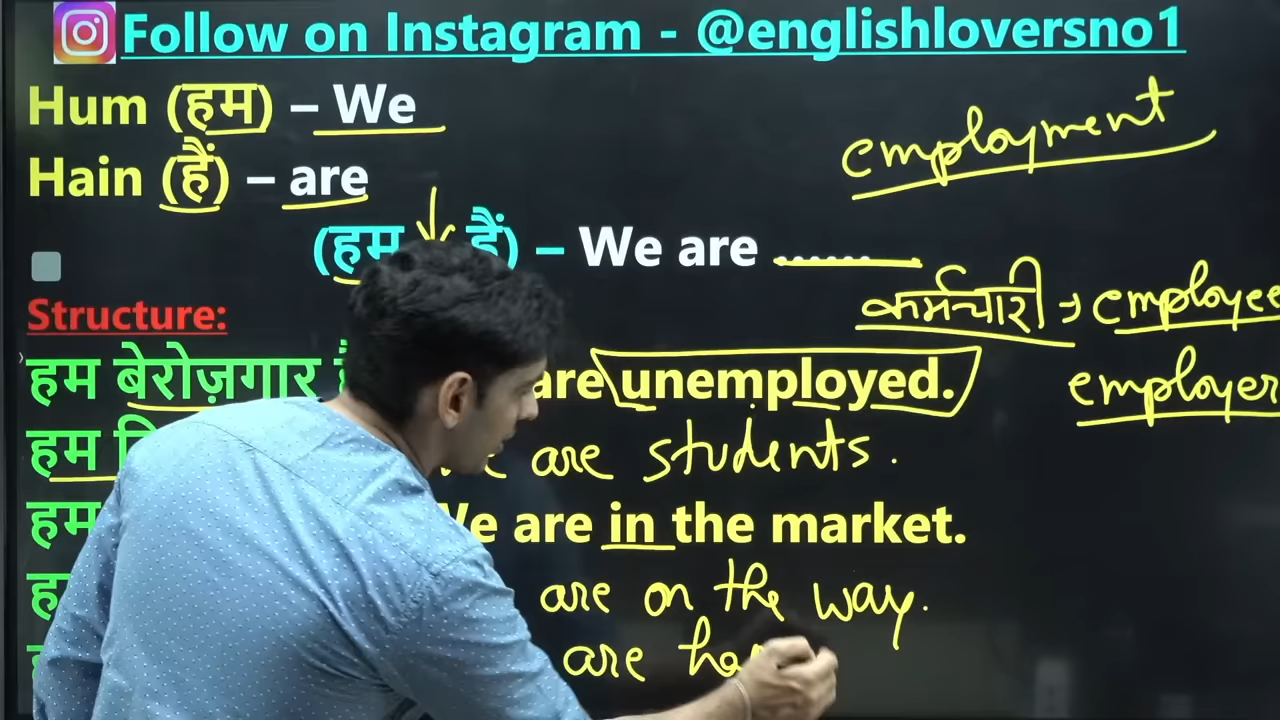 Follow on Instagram - @englishloversno1
Hum (हम) – We
employment
Hain (हैं) – are
(हम हैं) – We are ......
कर्मचारी → employee
Structure:
हम बेरोज़गार are unemployed.
employer
हम are students.
हम We are in the market.
are on the way.
are